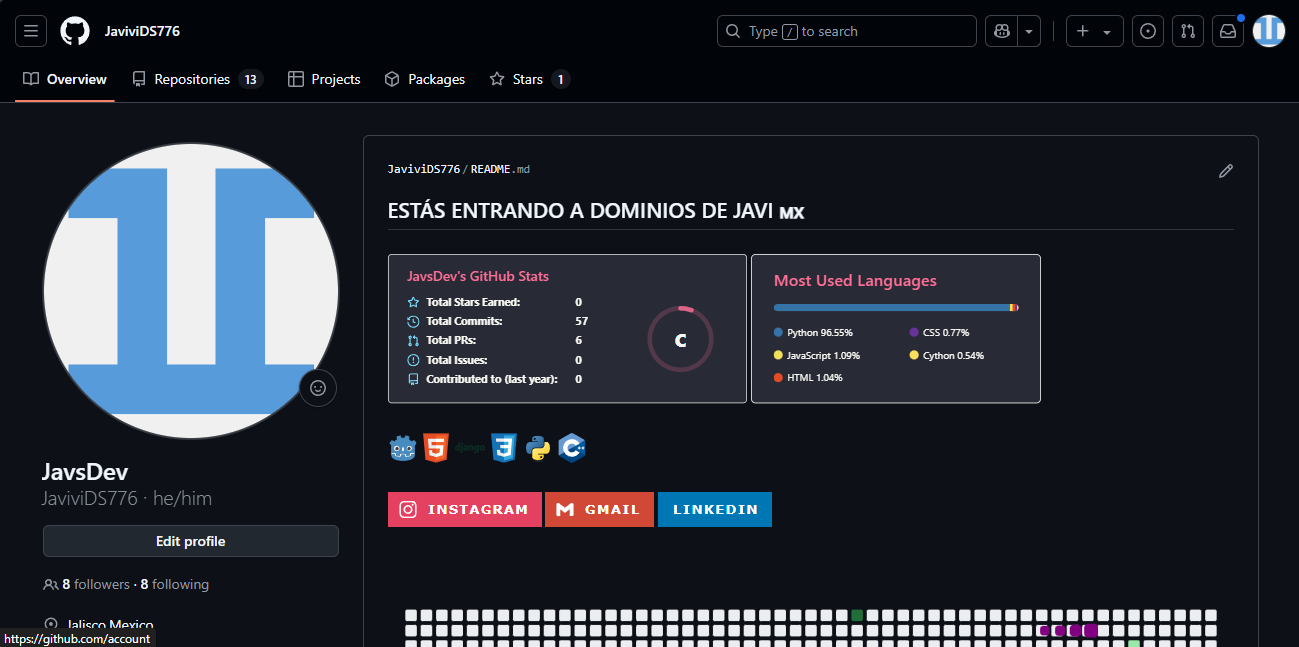 JaviviDS776
Type / to search
Overview
Repositories 13
Projects
Packages
Stars 1
JaviviDS776/README.md
ESTÁS ENTRANDO A DOMINIOS DE JAVI MX
JavsDev's GitHub Stats
Total Stars Earned: 0
Total Commits: 57
Total PRs: 6
Total Issues: 0
Contributed to (last year): 0
C
Most Used Languages
Python 96.55%
CSS 0.77%
JavaScript 1.09%
Cython 0.54%
HTML 1.04%
5 django 3 C++
INSTAGRAM GMAIL LINKEDIN
JavsDev
JaviviDS776 · he/him
Edit profile
8 followers · 8 following
Jalisco Mexico
https://github.com/account